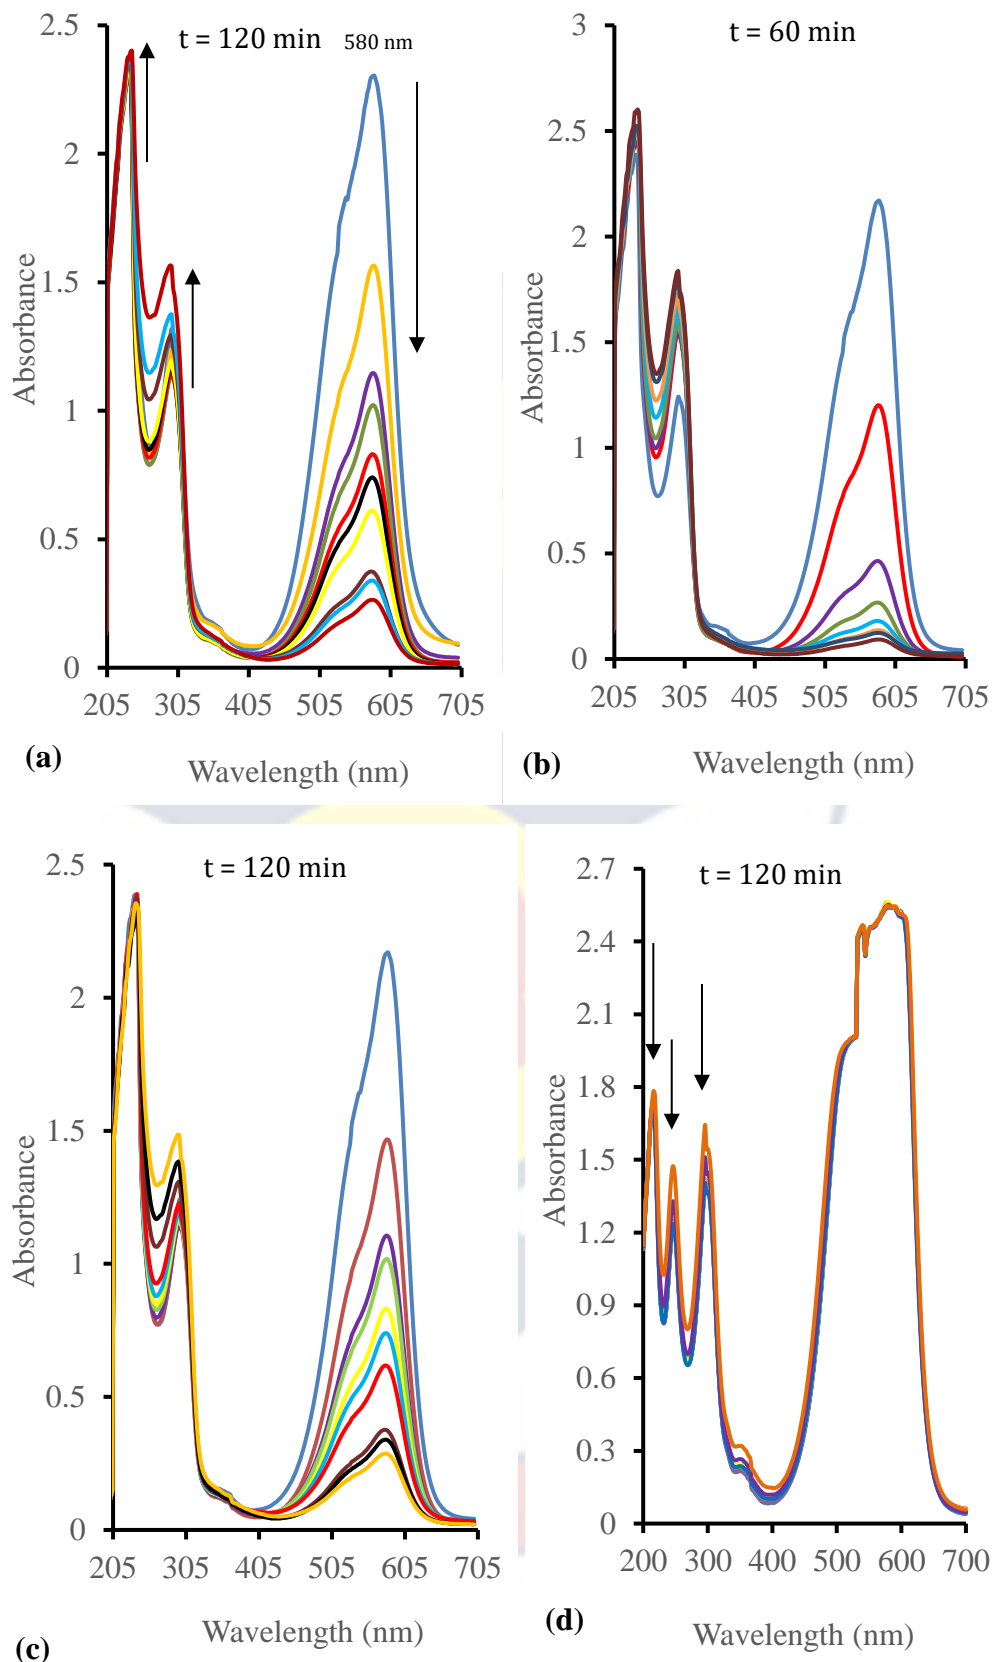 t = 120 min 580 nm
2.5
2
1.5
1
0.5
0
Absorbance
205 305 405 505 605 705
Wavelength (nm)
(a)
t = 60 min
3
2.5
2
1.5
1
0.5
0
Absorbance
205 305 405 505 605 705
Wavelength (nm)
(b)
t = 120 min
2.5
2
1.5
1
0.5
0
Absorbance
205 305 405 505 605 705
Wavelength (nm)
(c)
t = 120 min
2.7
2.4
2.1
1.8
1.5
1.2
0.9
0.6
0.3
0
Absorbance
200 300 400 500 600 700
Wavelength (nm)
(d)